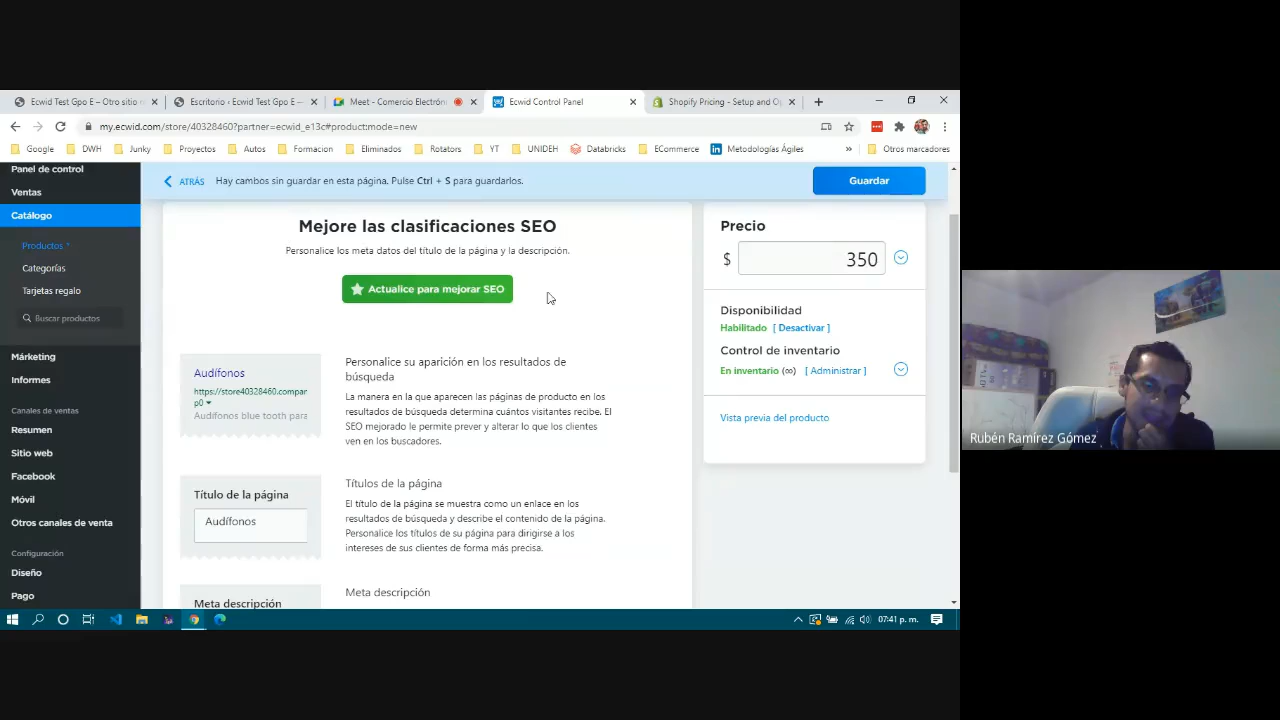 Ecwid Test Gpo E – Otro sitio
Escritorio ‹ Ecwid Test Gpo E —
Meet - Comercio Electrón
Ecwid Control Panel
Shopify Pricing - Setup and Op
my.ecwid.com/store/40328460?partner=ecwid_e13c#product:mode=new
Google
DWH
Junky
Proyectos
Autos
Formacion
Eliminados
Rotators
YT
UNIDEH
Databricks
ECommerce
Metodologías Ágiles
»
Otros marcadores
Panel de control
Ventas
Catálogo
Productos *
Categorías
Tarjetas regalo
Buscar productos
Márketing
Informes
Canales de ventas
Resumen
Sitio web
Facebook
Móvil
Otros canales de venta
Configuración
Diseño
Pago
ATRÁS
Hay cambos sin guardar en esta página. Pulse Ctrl + S para guardarlos.
Guardar
Mejore las clasificaciones SEO
Personalice los meta datos del título de la página y la descripción.
Actualice para mejorar SEO
Audífonos
https://store40328460.compan
p0
Audifonos blue tooth para
Personalice su aparición en los resultados de
búsqueda
La manera en la que aparecen las páginas de producto en los
resultados de búsqueda determina cuántos visitantes recibe. El
SEO mejorado le permite prever y alterar lo que los clientes
ven en los buscadores.
Título de la página
Audífonos
Títulos de la página
El título de la página se muestra como un enlace en los
resultados de búsqueda y describe el contenido de la página.
Personalice los títulos de su página para dirigirse a los
intereses de sus clientes de forma más precisa.
Meta descripción
Meta descripción
Precio
$ 350
Disponibilidad
Habilitado [ Desactivar ]
Control de inventario
En inventario (∞) [ Administrar ]
Vista previa del producto
07:41 p. m.
Rubén Ramírez Gómez